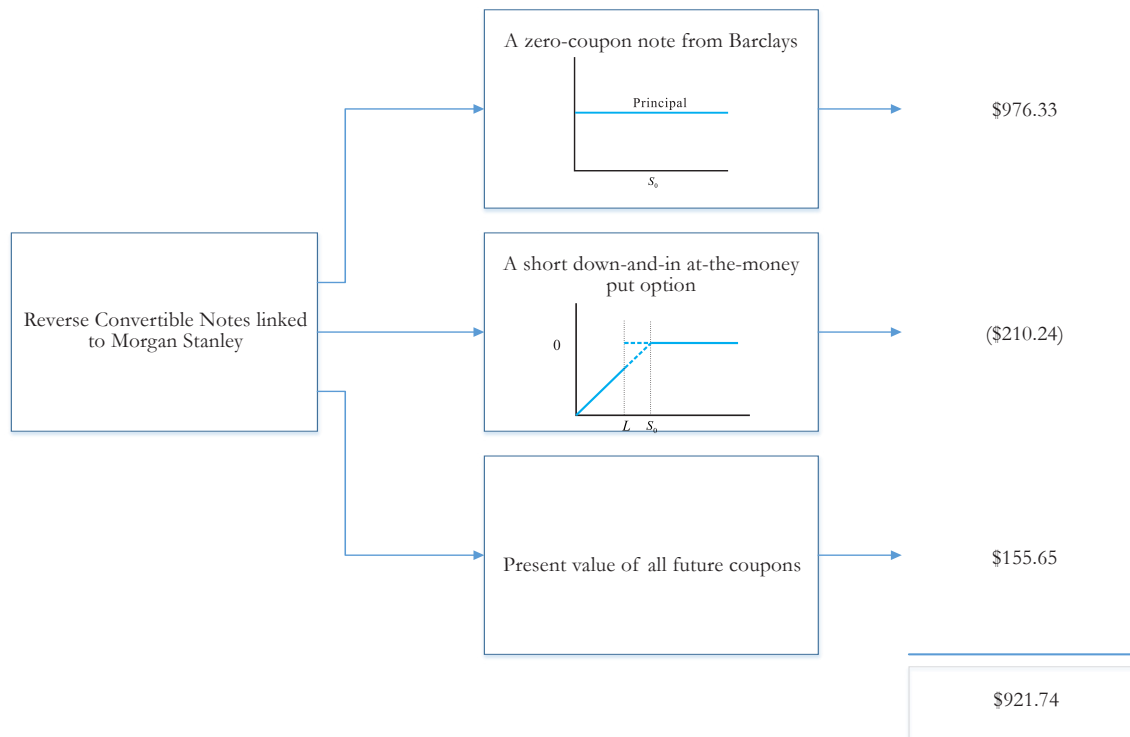 A zero-coupon note from Barclays
Principal
S₀
$976.33
Reverse Convertible Notes linked
to Morgan Stanley
A short down-and-in at-the-money
put option
0
L S₀
($210.24)
Present value of all future coupons
$155.65
$921.74